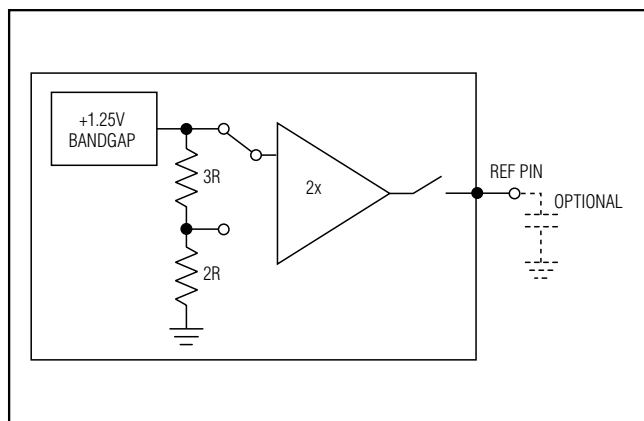 +1.25V
BANDGAP
3R
2R
2x
REF PIN
OPTIONAL